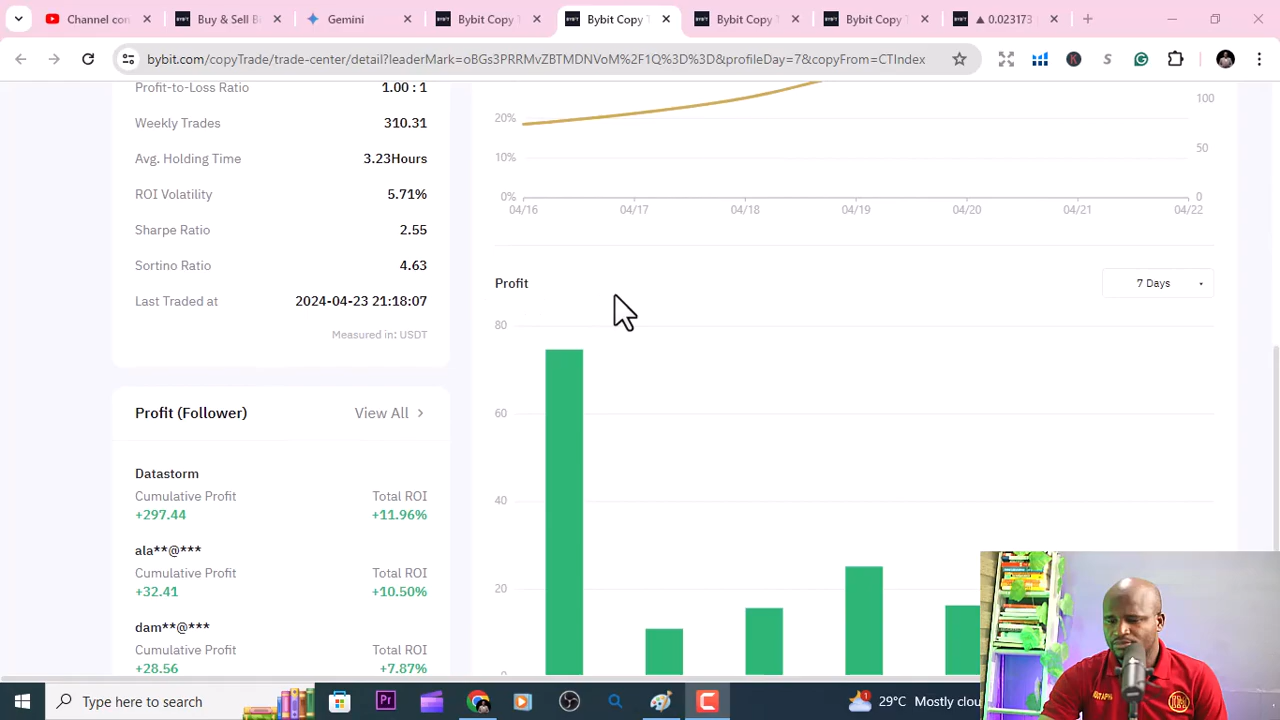 Channel con
Buy & Sell B
Gemini
Bybit Copy T
Bybit Copy T
Bybit Copy T
Bybit Copy T
▲ 0.023173
bybit.com/copyTrade/trade-center/detail?leaderMark=oBGs3PRRMvZBTMDNVoM%2F1Q%3D%3D&profileDay=7&copyFrom=CTIndex
Profit-to-Loss Ratio 1.00 : 1
Weekly Trades 310.31
Avg. Holding Time 3.23Hours
ROI Volatility 5.71%
Sharpe Ratio 2.55
Sortino Ratio 4.63
Last Traded at 2024-04-23 21:18:07
Measured in: USDT
Profit (Follower) View All
Datastorm
Cumulative Profit Total ROI
+297.44 +11.96%
ala**@***
Cumulative Profit Total ROI
+32.41 +10.50%
dam**@***
Cumulative Profit Total ROI
+28.56 +7.87%
100
20%
50
10%
0% 0
04/16 04/17 04/18 04/19 04/20 04/21 04/22
Profit 7 Days
80
60
40
20
Type here to search
Pr
29°C Mostly clou